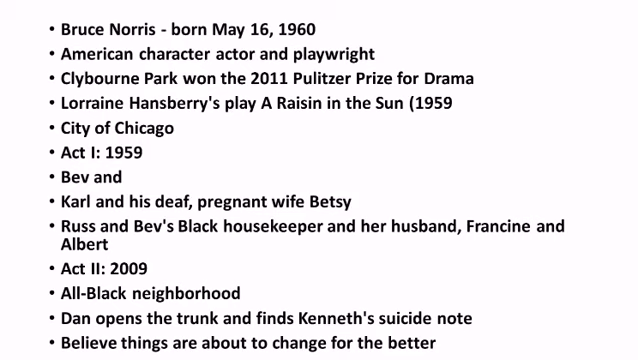 • Bruce Norris - born May 16, 1960
• American character actor and playwright
• Clybourne Park won the 2011 Pulitzer Prize for Drama
• Lorraine Hansberry's play A Raisin in the Sun (1959
• City of Chicago
• Act I: 1959
• Bev and
• Karl and his deaf, pregnant wife Betsy
• Russ and Bev's Black housekeeper and her husband, Francine and
Albert
• Act II: 2009
• All-Black neighborhood
• Dan opens the trunk and finds Kenneth's suicide note
• Believe things are about to change for the better